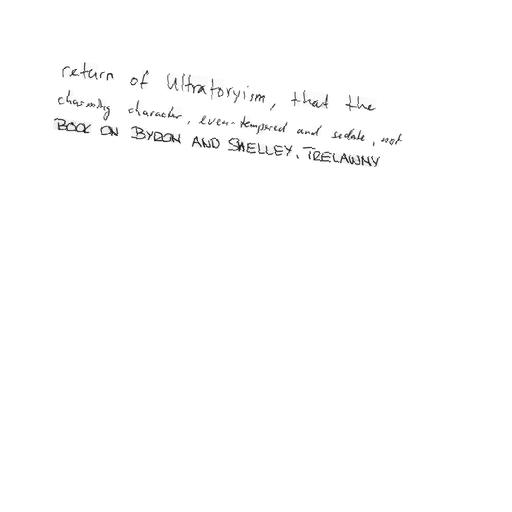 return of Ultratoryism, that the
charming character, even-tempered and sedate, not
BOOK ON BYRON AND SHELLEY, TRELAWNY